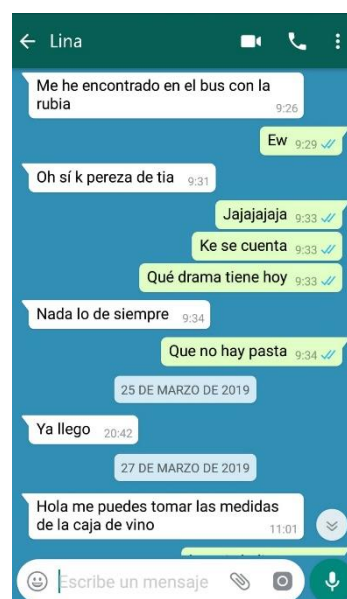 Lina
Me he encontrado en el bus con la
rubia
9:26
Ew 9:29
Oh sí k pereza de tia 9:31
Jajajajaja 9:33
Ke se cuenta 9:33
Qué drama tiene hoy 9:33
Nada lo de siempre 9:34
Que no hay pasta 9:34
25 DE MARZO DE 2019
Ya llego 20:42
27 DE MARZO DE 2019
Hola me puedes tomar las medidas
de la caja de vino
11:01
Escribe un mensaje